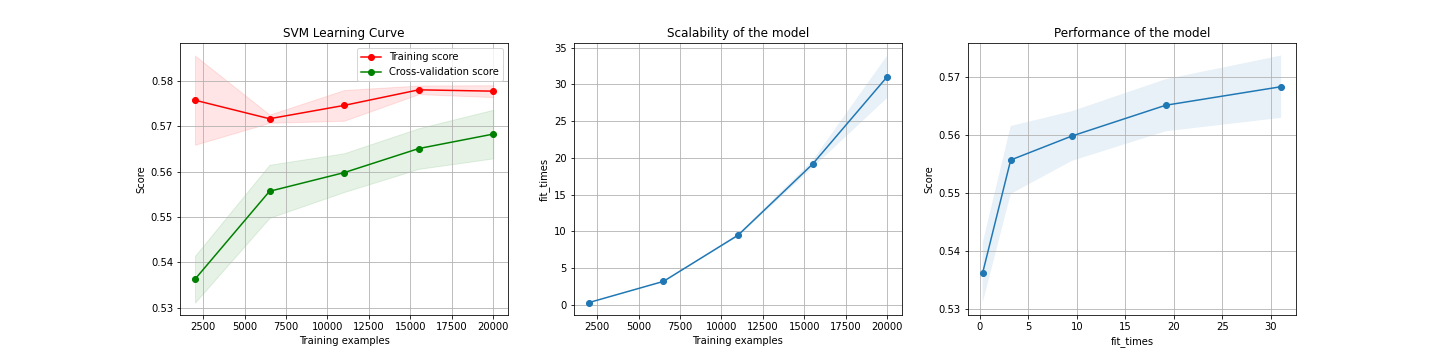 SVM Learning Curve
Training score
Cross-validation score
Score
0.58
0.57
0.56
0.55
0.54
0.53
2500 5000 7500 10000 12500 15000 17500 20000
Training examples
Scalability of the model
fit_times
35
30
25
20
15
10
5
0
2500 5000 7500 10000 12500 15000 17500 20000
Training examples
Performance of the model
Score
0.57
0.56
0.55
0.54
0.53
0 5 10 15 20 25 30
fit_times